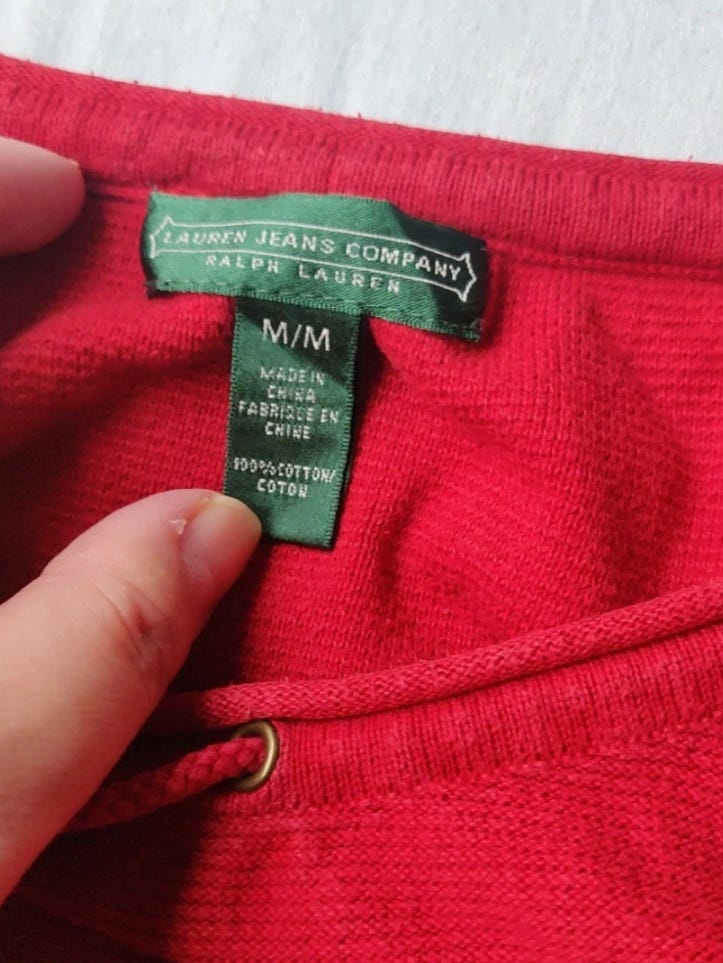 LAUREN JEANS COMPANY
RALPH LAUREN
M/M
MADE IN
CHINA
FABRIQUE EN
CHINE
100%COTTON/
COTON